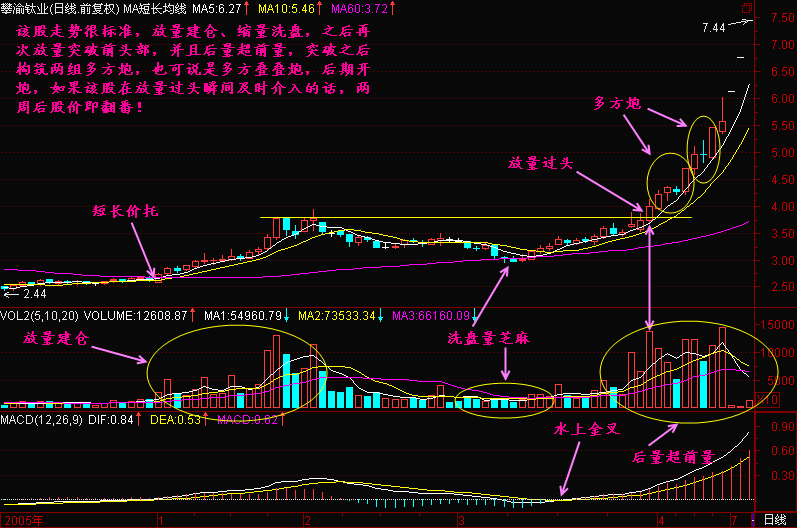 攀渝钛业(日线.前复权) MA短长均线 MA5:6.27↑ MA10:5.46↑ MA60:3.72↑
该股走势很标准，放量建仓、缩量洗盘，之后再
次放量突破前头部，并且后量超前量，突破之后
构筑两组多方炮，也可说是多方叠叠炮，后期开
炮，如果该股在放量过头瞬间及时介入的话，两
周后股价即翻番！
7.44
7.50
7.00
6.50
6.00
5.50
5.00
4.50
4.00
3.50
3.00
2.50
多方炮
放量过头
短长价托
2.44
VOL2(5,10,20) VOLUME:12608.87↑ MA1:54960.79↓ MA2:73533.34↓ MA3:66160.09↓
放量建仓
洗盘量芝麻
15000
10000
5000
X10
MACD(12,26,9) DIF:0.84↑ DEA:0.53↑ MACD:0.62↑
水上金叉
后量超前量
0.90
0.60
0.30
2005年
1
2
3
4
7
日线